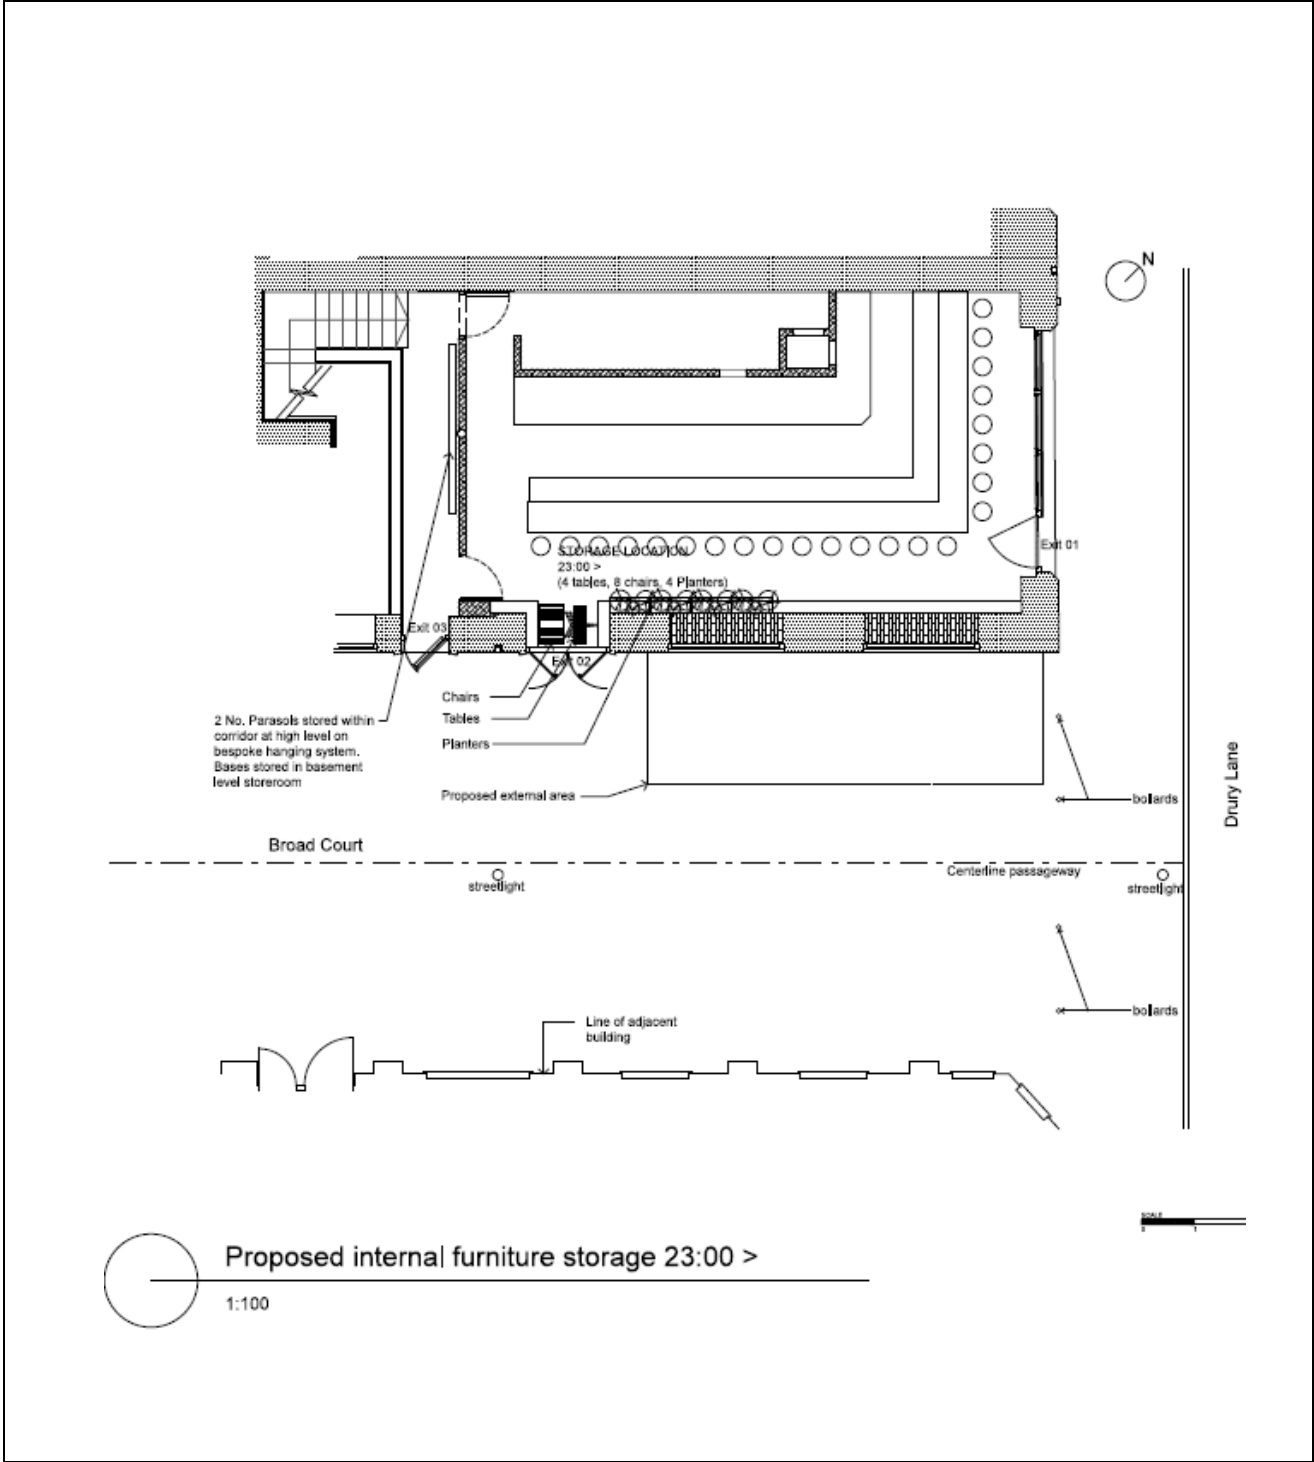 N
Exit 01
STORAGE LOCATION
23:00 >
(4 tables, 8 chairs, 4 Planters)
Exit 03
Exit 02
Chairs
Tables
Planters
2 No. Parasols stored within
corridor at high level on
bespoke hanging system.
Bases stored in basement
level storeroom
Proposed external area
bollards
Drury Lane
Broad Court
Centerline passageway
streetlight
streetlight
bollards
Line of adjacent
building
SCALE
0 1
Proposed internal furniture storage 23:00 >
1:100